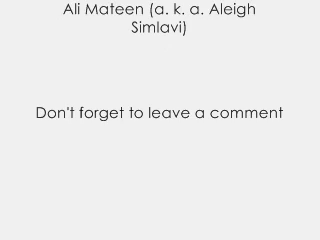 Ali Mateen (a. k. a. Aleigh
Simlavi)
Don't forget to leave a comment